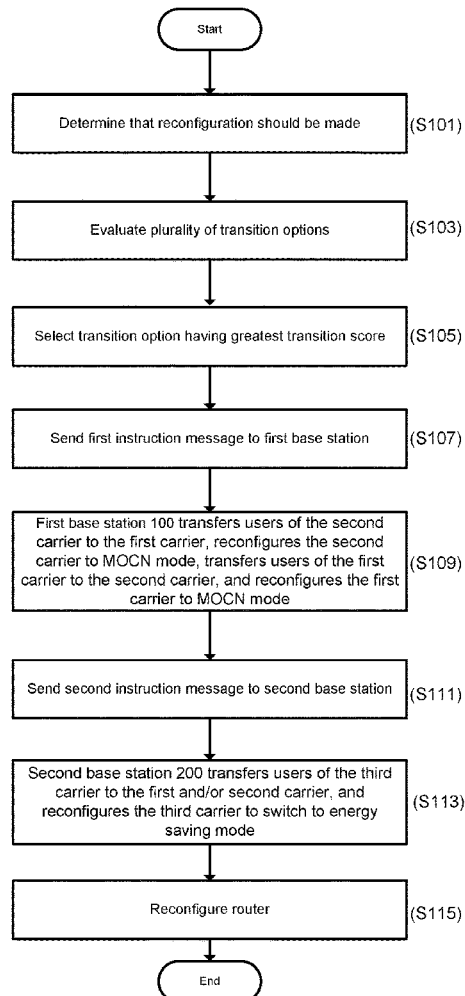 Start
Determine that reconfiguration should be made
(S101)
Evaluate plurality of transition options
(S103)
Select transition option having greatest transition score
(S105)
Send first instruction message to first base station
(S107)
First base station 100 transfers users of the second
carrier to the first carrier, reconfigures the second
carrier to MOCN mode, transfers users of the first
carrier to the second carrier, and reconfigures the first
carrier to MOCN mode
(S109)
Send second instruction message to second base station
(S111)
Second base station 200 transfers users of the third
carrier to the first and/or second carrier, and
reconfigures the third carrier to switch to energy
saving mode
(S113)
Reconfigure router
(S115)
End